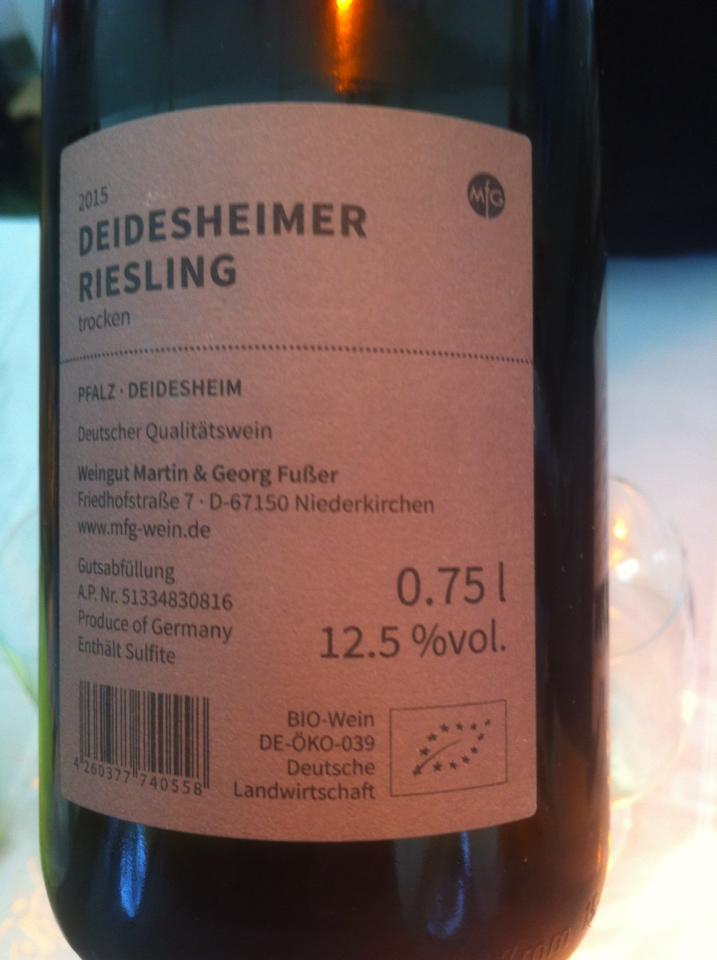 2015
MfG
DEIDESHEIMER
RIESLING
trocken
PFALZ · DEIDESHEIM
Deutscher Qualitätswein
Weingut Martin & Georg Fußer
Friedhofstraße 7 · D-67150 Niederkirchen
www.mfg-wein.de
Gutsabfüllung
A.P. Nr. 51334830816
Produce of Germany
Enthält Sulfite
0.75 l
12.5 %vol.
4 260377 740558
BIO-Wein
DE-ÖKO-039
Deutsche
Landwirtschaft